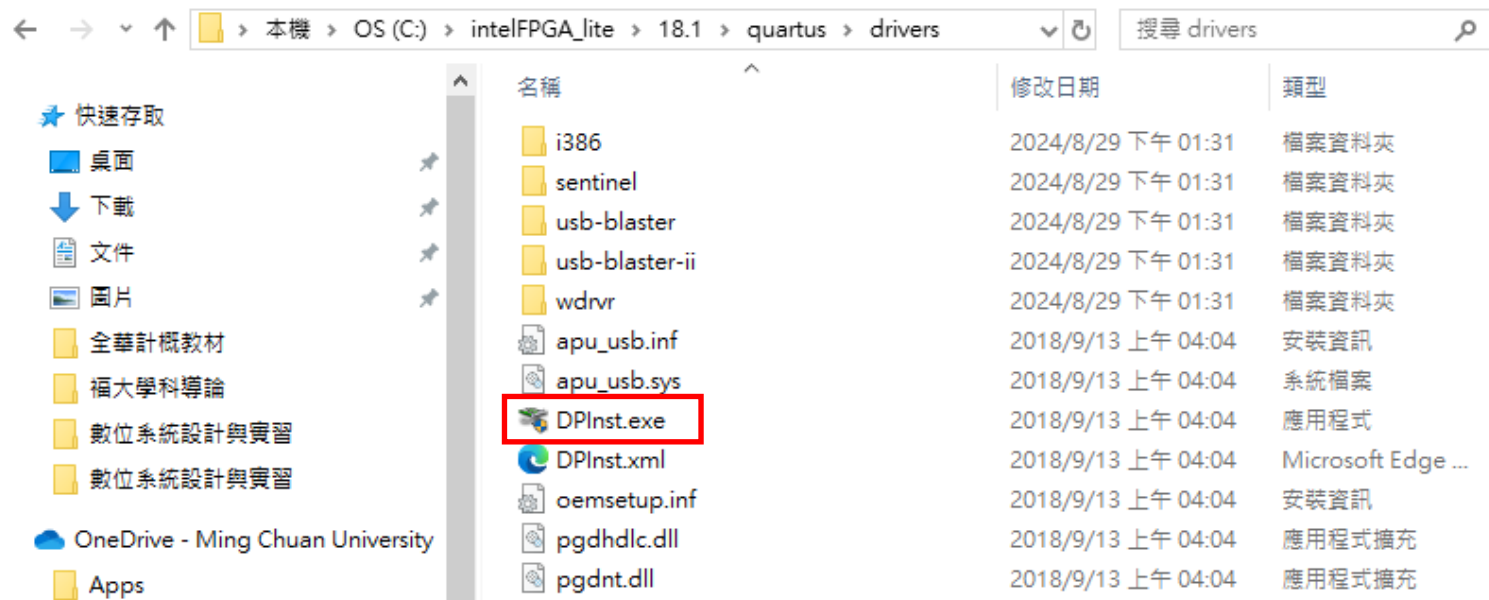 本機 > OS (C:) > intelFPGA_lite > 18.1 > quartus > drivers 搜尋 drivers
名稱 修改日期 類型
快速存取
桌面
下載
文件
圖片
全華計概教材
福大學科導論
數位系統設計與實習
數位系統設計與實習
OneDrive - Ming Chuan University
Apps
i386 2024/8/29 下午 01:31 檔案資料夾
sentinel 2024/8/29 下午 01:31 檔案資料夾
usb-blaster 2024/8/29 下午 01:31 檔案資料夾
usb-blaster-ii 2024/8/29 下午 01:31 檔案資料夾
wdrvr 2024/8/29 下午 01:31 檔案資料夾
apu_usb.inf 2018/9/13 上午 04:04 安裝資訊
apu_usb.sys 2018/9/13 上午 04:04 系統檔案
DPInst.exe 2018/9/13 上午 04:04 應用程式
DPInst.xml 2018/9/13 上午 04:04 Microsoft Edge ...
oemsetup.inf 2018/9/13 上午 04:04 安裝資訊
pgdhdlc.dll 2018/9/13 上午 04:04 應用程式擴充
pgdnt.dll 2018/9/13 上午 04:04 應用程式擴充